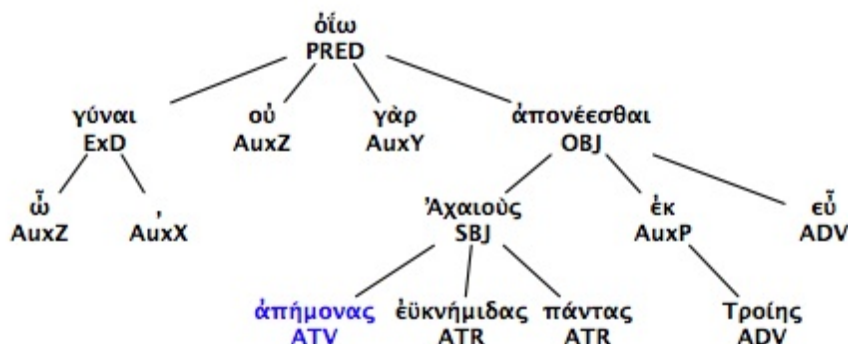 ὀΐω
PRED
γύναι οὐ γὰρ ἀπονέεσθαι
ExD AuxZ AuxY OBJ
ὦ , Ἀχαιοὺς ἐκ εὖ
AuxZ AuxX SBJ AuxP ADV
ἀπήμονας ἐϋκνήμιδας πάντας Τροίης
ATV ATR ATR ADV